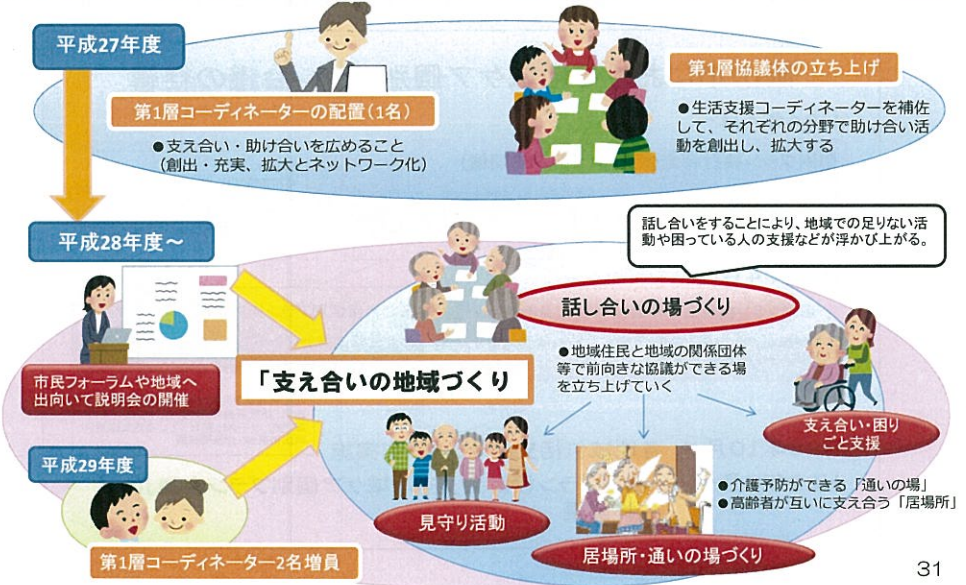 平成27年度
第1層コーディネーターの配置(1名)
●支え合い・助け合いを広めること
(創出・充実、拡大とネットワーク化)
第1層協議体の立ち上げ
●生活支援コーディネーターを補佐
して、それぞれの分野で助け合い活
動を創出し、拡大する
平成28年度~
話し合いをすることにより、地域での足りない活
動や困っている人の支援などが浮かび上がる。
話し合いの場づくり
●地域住民と地域の関係団体
等で前向きな協議ができる場
を立ち上げていく
市民フォーラムや地域へ
出向いて説明会の開催
「支え合いの地域づくり
支え合い・困り
ごと支援
平成29年度
見守り活動
●介護予防ができる「通いの場」
●高齢者が互いに支え合う「居場所」
居場所・通いの場づくり
第1層コーディネーター2名増員
31